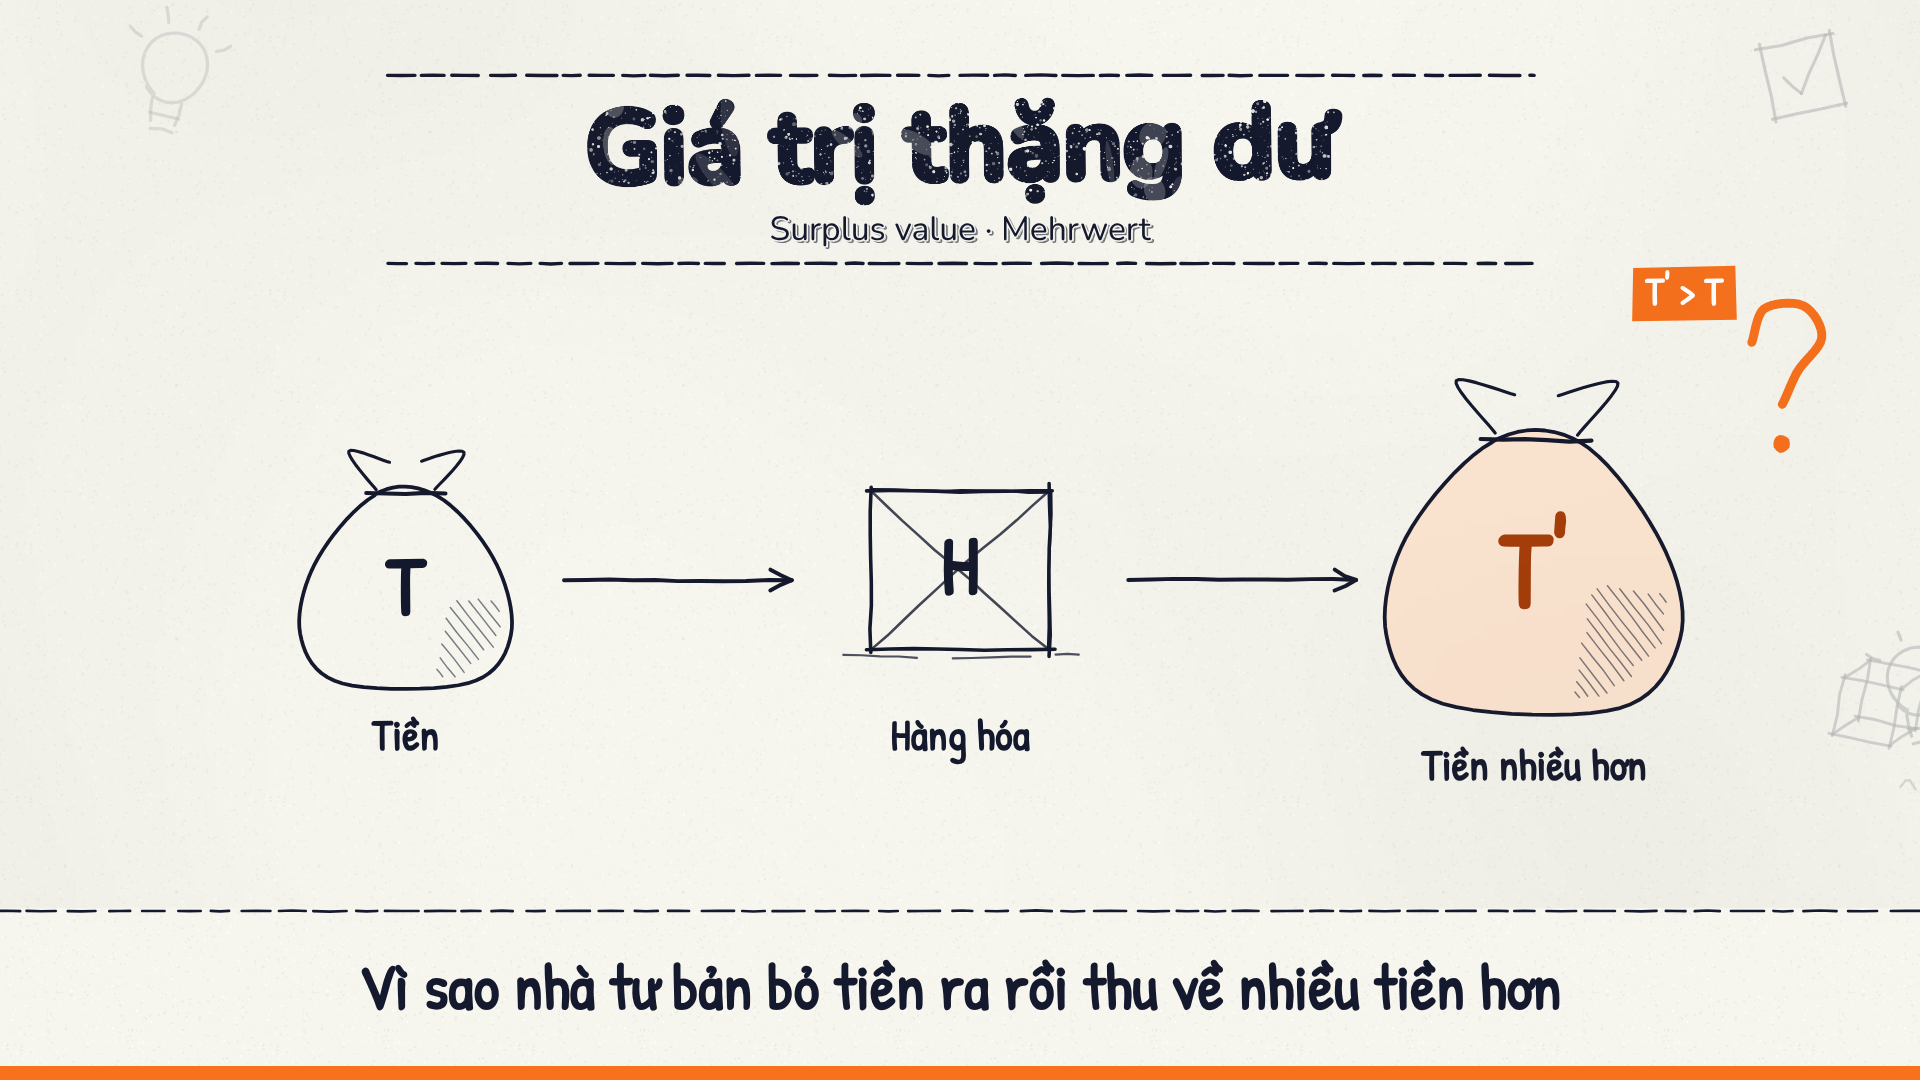 Giá trị thặng dư
Surplus value · Mehrwert
T' > T
?
T
H
T'
Tiền
Hàng hóa
Tiền nhiều hơn
Vì sao nhà tư bản bỏ tiền ra rồi thu về nhiều tiền hơn